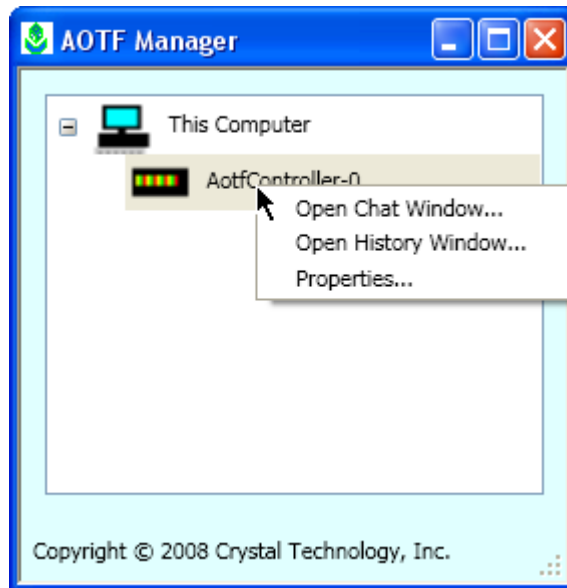 AOTF Manager
This Computer
AotfController-0
Open Chat Window...
Open History Window...
Properties...
Copyright © 2008 Crystal Technology, Inc.